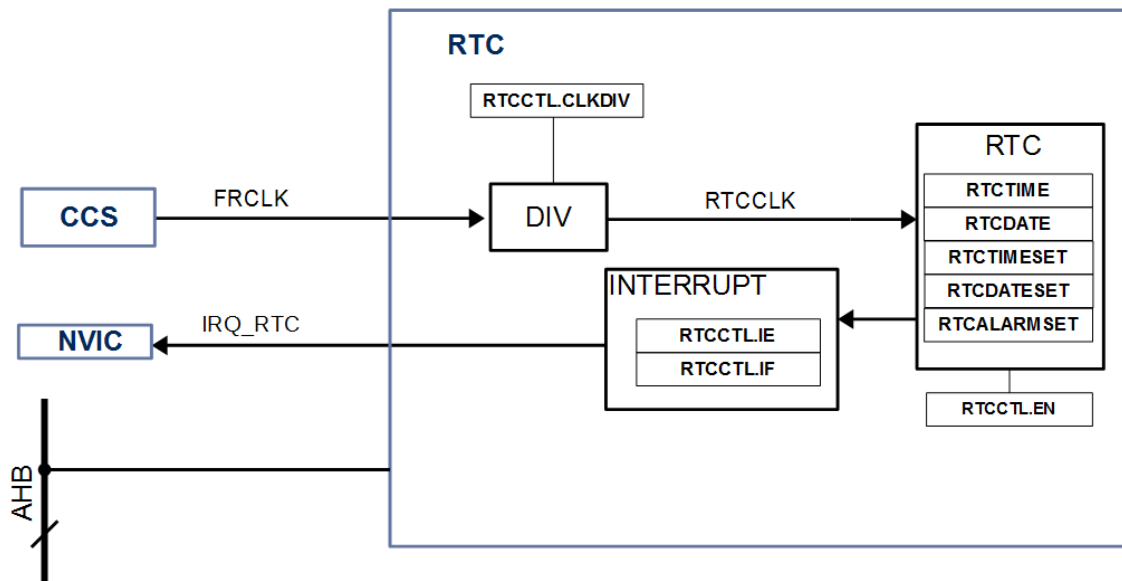 RTC
RTCCTL.CLKDIV
RTC
RTCTIME
RTCDATE
RTCTIMESET
RTCDATESET
RTCALARMSET
RTCCTL.EN
CCS
FRCLK
DIV
RTCCLK
INTERRUPT
RTCCTL.IE
RTCCTL.IF
NVIC
IRQ_RTC
AHB